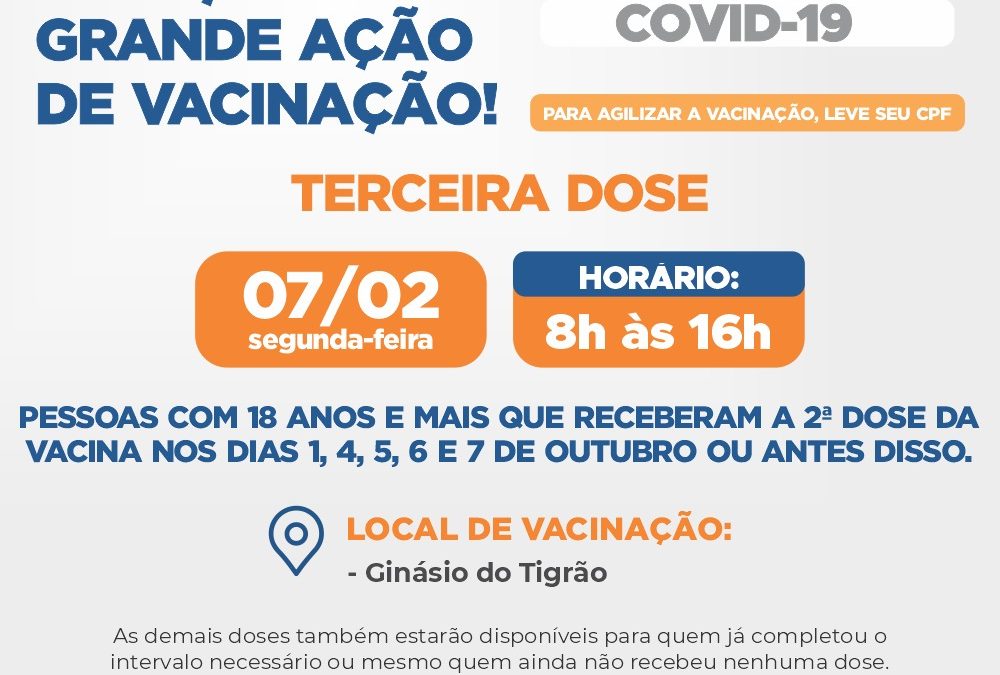 GRANDE AÇÃO
DE VACINAÇÃO!
COVID-19
PARA AGILIZAR A VACINAÇÃO, LEVE SEU CPF
TERCEIRA DOSE
07/02
segunda-feira
HORÁRIO:
8h às 16h
PESSOAS COM 18 ANOS E MAIS QUE RECEBERAM A 2ª DOSE DA
VACINA NOS DIAS 1, 4, 5, 6 E 7 DE OUTUBRO OU ANTES DISSO.
LOCAL DE VACINAÇÃO:
- Ginásio do Tigrão
As demais doses também estarão disponíveis para quem já completou o
intervalo necessário ou mesmo quem ainda não recebeu nenhuma dose.